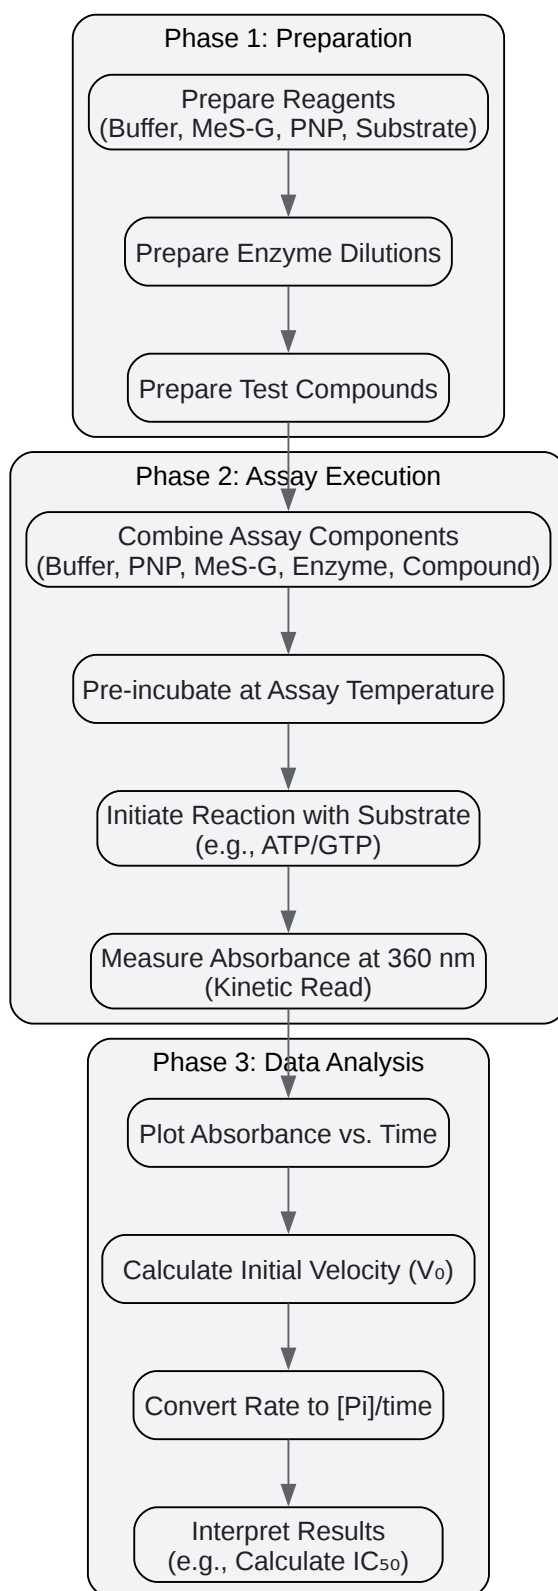 Phase 1: Preparation
Prepare Reagents
(Buffer, MeS-G, PNP, Substrate)
Prepare Enzyme Dilutions
Prepare Test Compounds
Phase 2: Assay Execution
Combine Assay Components
(Buffer, PNP, MeS-G, Enzyme, Compound)
Pre-incubate at Assay Temperature
Initiate Reaction with Substrate
(e.g., ATP/GTP)
Measure Absorbance at 360 nm
(Kinetic Read)
Phase 3: Data Analysis
Plot Absorbance vs. Time
Calculate Initial Velocity (V₀)
Convert Rate to [Pi]/time
Interpret Results
(e.g., Calculate IC₅₀)